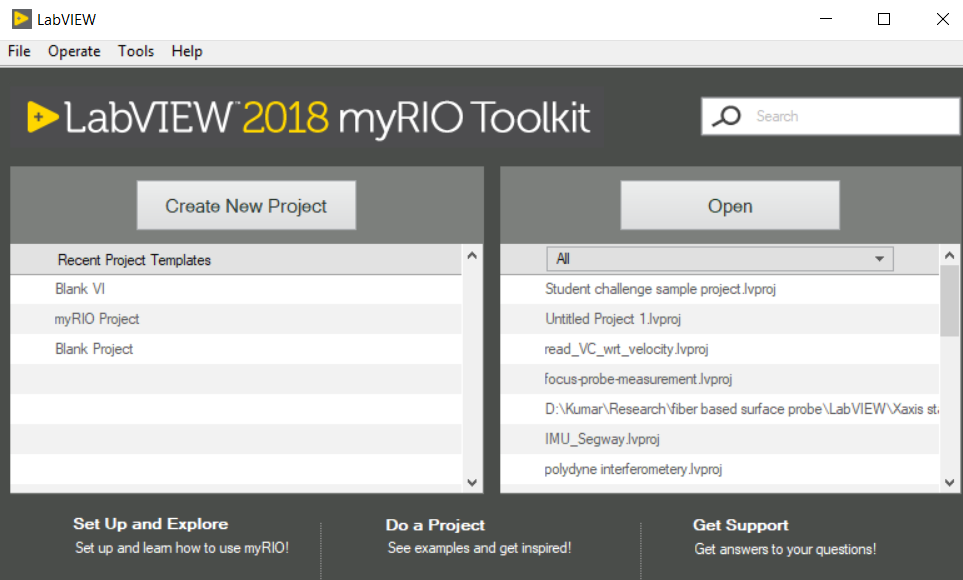 LabVIEW
File Operate Tools Help
LabVIEW™ 2018 myRIO Toolkit
Search
Create New Project
Recent Project Templates
Blank VI
myRIO Project
Blank Project
Open
All
Student challenge sample project.lvproj
Untitled Project 1.lvproj
read_VC_wrt_velocity.lvproj
focus-probe-measurement.lvproj
D:\Kumar\Research\fiber based surface probe\LabVIEW\Xaxis sta
IMU_Segway.lvproj
polydyne interferometery.lvproj
Set Up and Explore
Set up and learn how to use myRIO!
Do a Project
See examples and get inspired!
Get Support
Get answers to your questions!